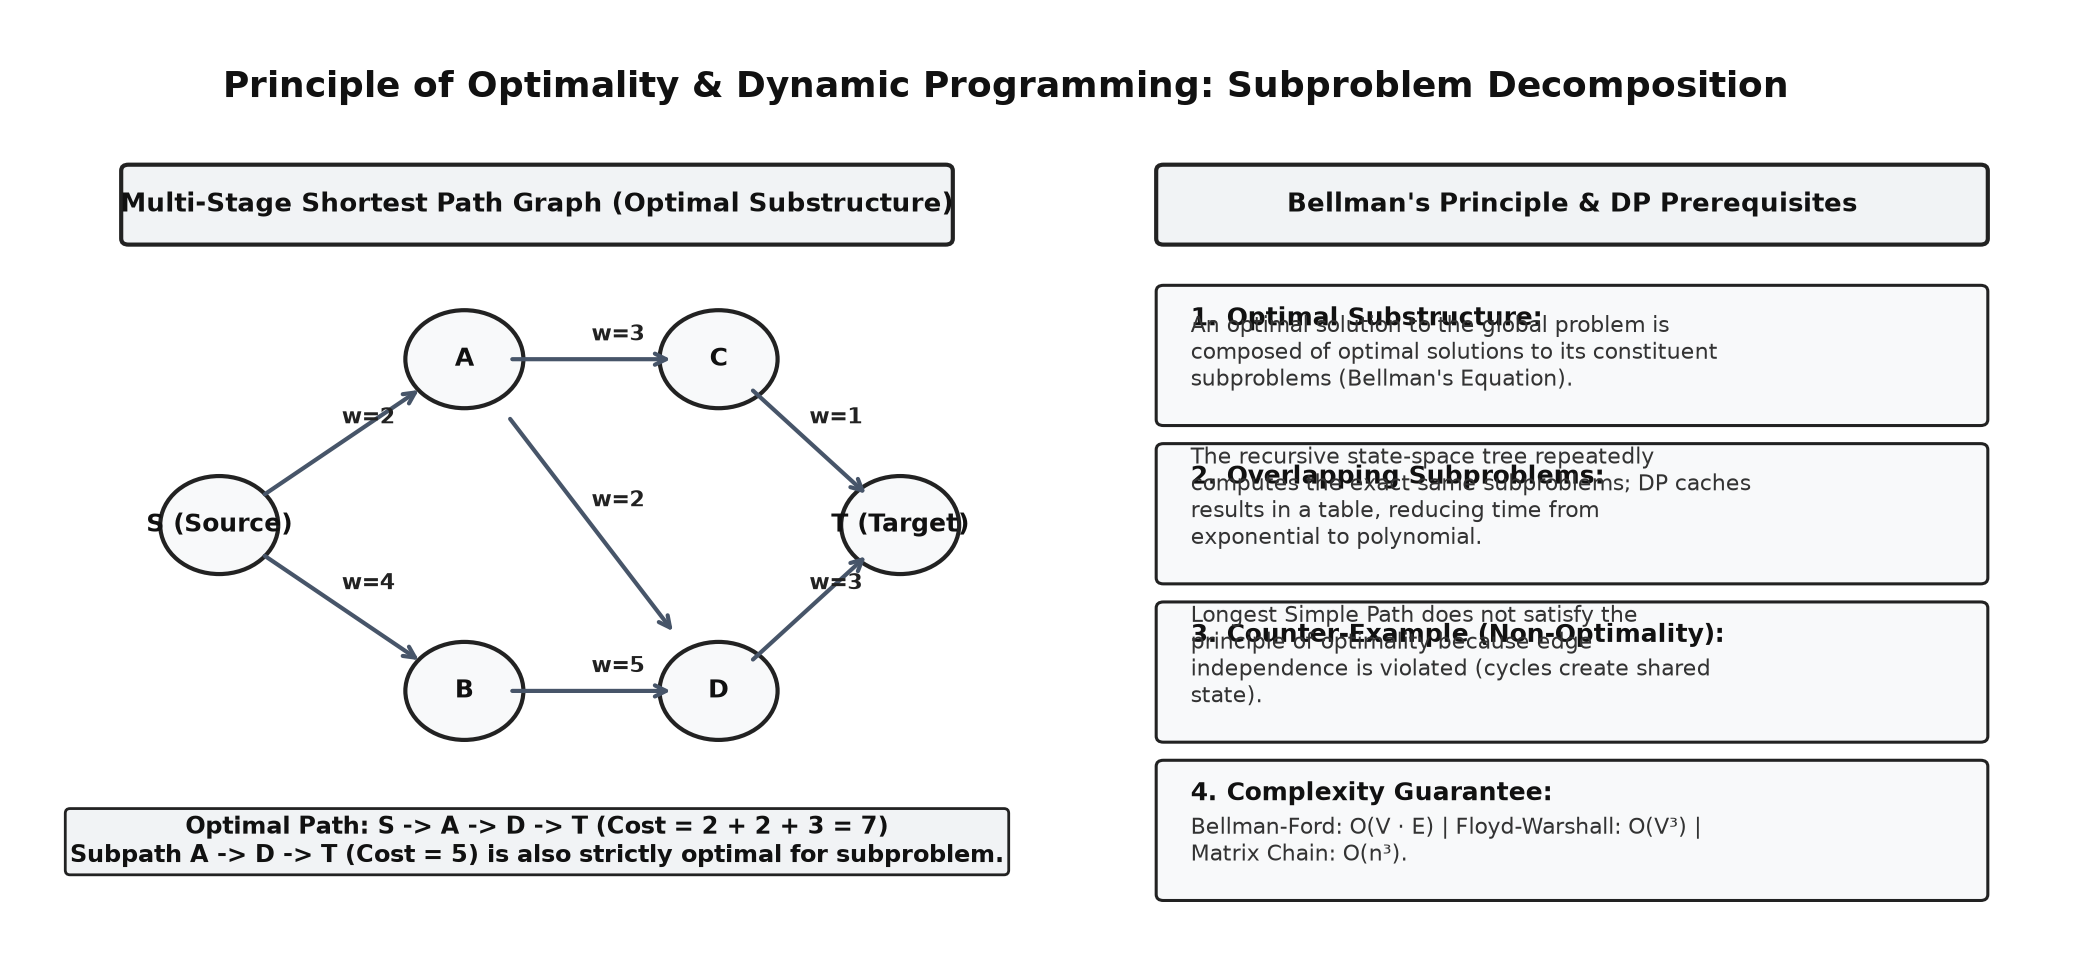 Principle of Optimality & Dynamic Programming: Subproblem Decomposition
Multi-Stage Shortest Path Graph (Optimal Substructure)
A
w=3
C
w=2
w=1
w=2
S (Source)
T (Target)
w=4
w=3
w=5
B
D
Optimal Path: S -> A -> D -> T (Cost = 2 + 2 + 3 = 7)
Subpath A -> D -> T (Cost = 5) is also strictly optimal for subproblem.
Bellman's Principle & DP Prerequisites
1. Optimal Substructure:
An optimal solution to the global problem is
composed of optimal solutions to its constituent
subproblems (Bellman's Equation).
2. Overlapping Subproblems:
The recursive state-space tree repeatedly
computes the exact same subproblems; DP caches
results in a table, reducing time from
exponential to polynomial.
3. Counter-Example (Non-Optimality):
Longest Simple Path does not satisfy the
principle of optimality because edge
independence is violated (cycles create shared
state).
4. Complexity Guarantee:
Bellman-Ford: O(V · E) | Floyd-Warshall: O(V³) |
Matrix Chain: O(n³).